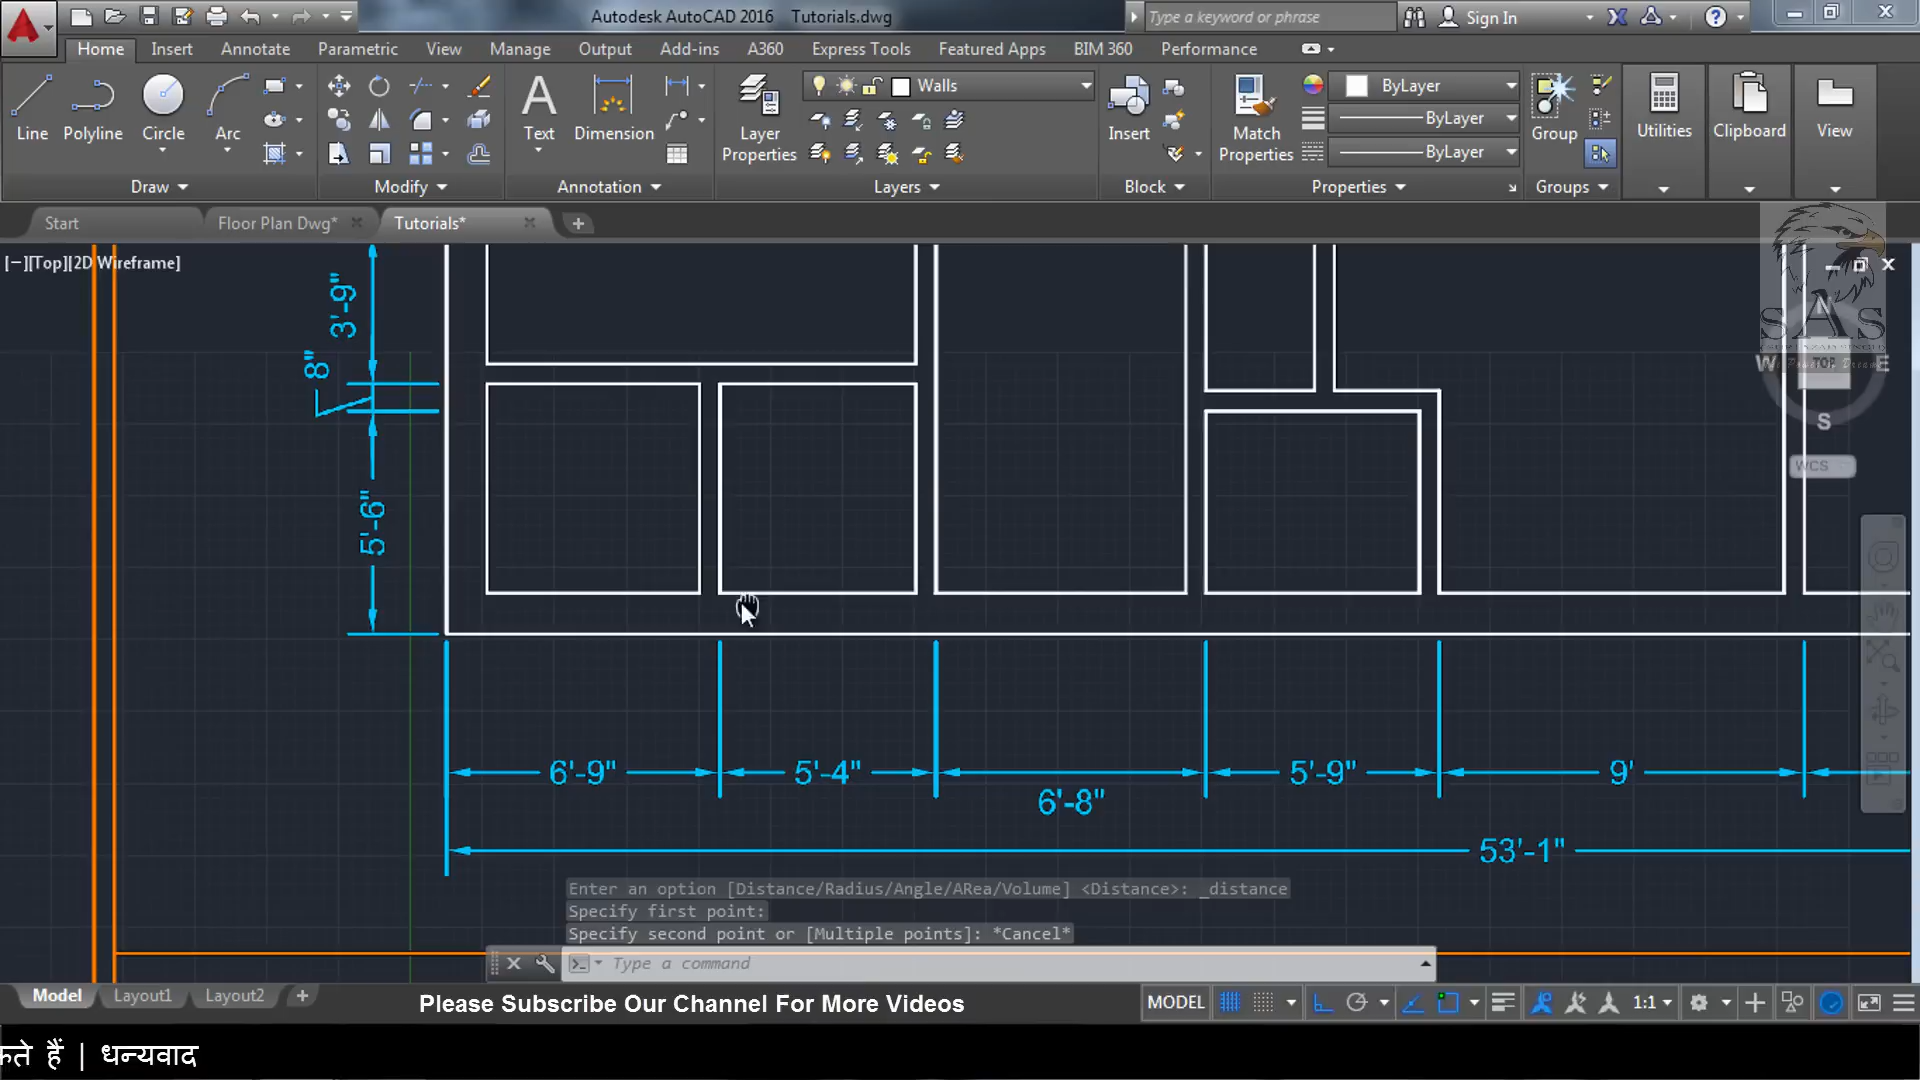 Autodesk AutoCAD 2016 Tutorials.dwg
Type a keyword or phrase
Sign In
Home Insert Annotate Parametric View Manage Output Add-ins A360 Express Tools Featured Apps BIM 360 Performance
Walls
ByLayer
ByLayer
ByLayer
Line Polyline Circle Arc
Text Dimension
Layer Properties
Insert
Match Properties
Group
Utilities
Clipboard
View
Draw Modify Annotation Layers Block Properties Groups
Start Floor Plan Dwg* Tutorials*
[−][Top][2D Wireframe]
SAS
N
W TOP E
S
WCS
3'-9"
8"
5'-6"
6'-9" 5'-4" 6'-8" 5'-9" 9'
53'-1"
Enter an option [Distance/Radius/Angle/ARea/Volume] <Distance>: _distance
Specify first point:
Specify second point or [Multiple points]: *Cancel*
Type a command
Model Layout1 Layout2
Please Subscribe Our Channel For More Videos
MODEL
1:1
हैं | धन्यवाद